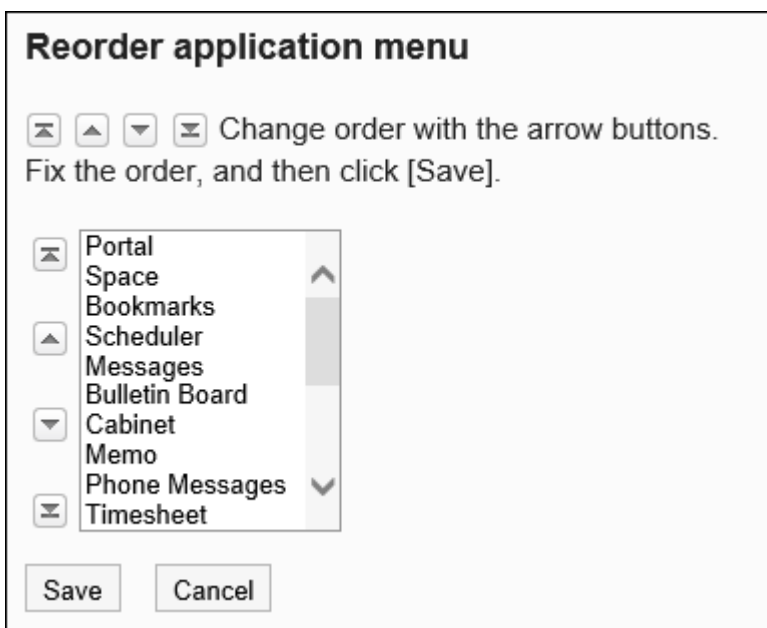 Reorder application menu
Change order with the arrow buttons.
Fix the order, and then click [Save].
Portal
Space
Bookmarks
Scheduler
Messages
Bulletin Board
Cabinet
Memo
Phone Messages
Timesheet
Save Cancel